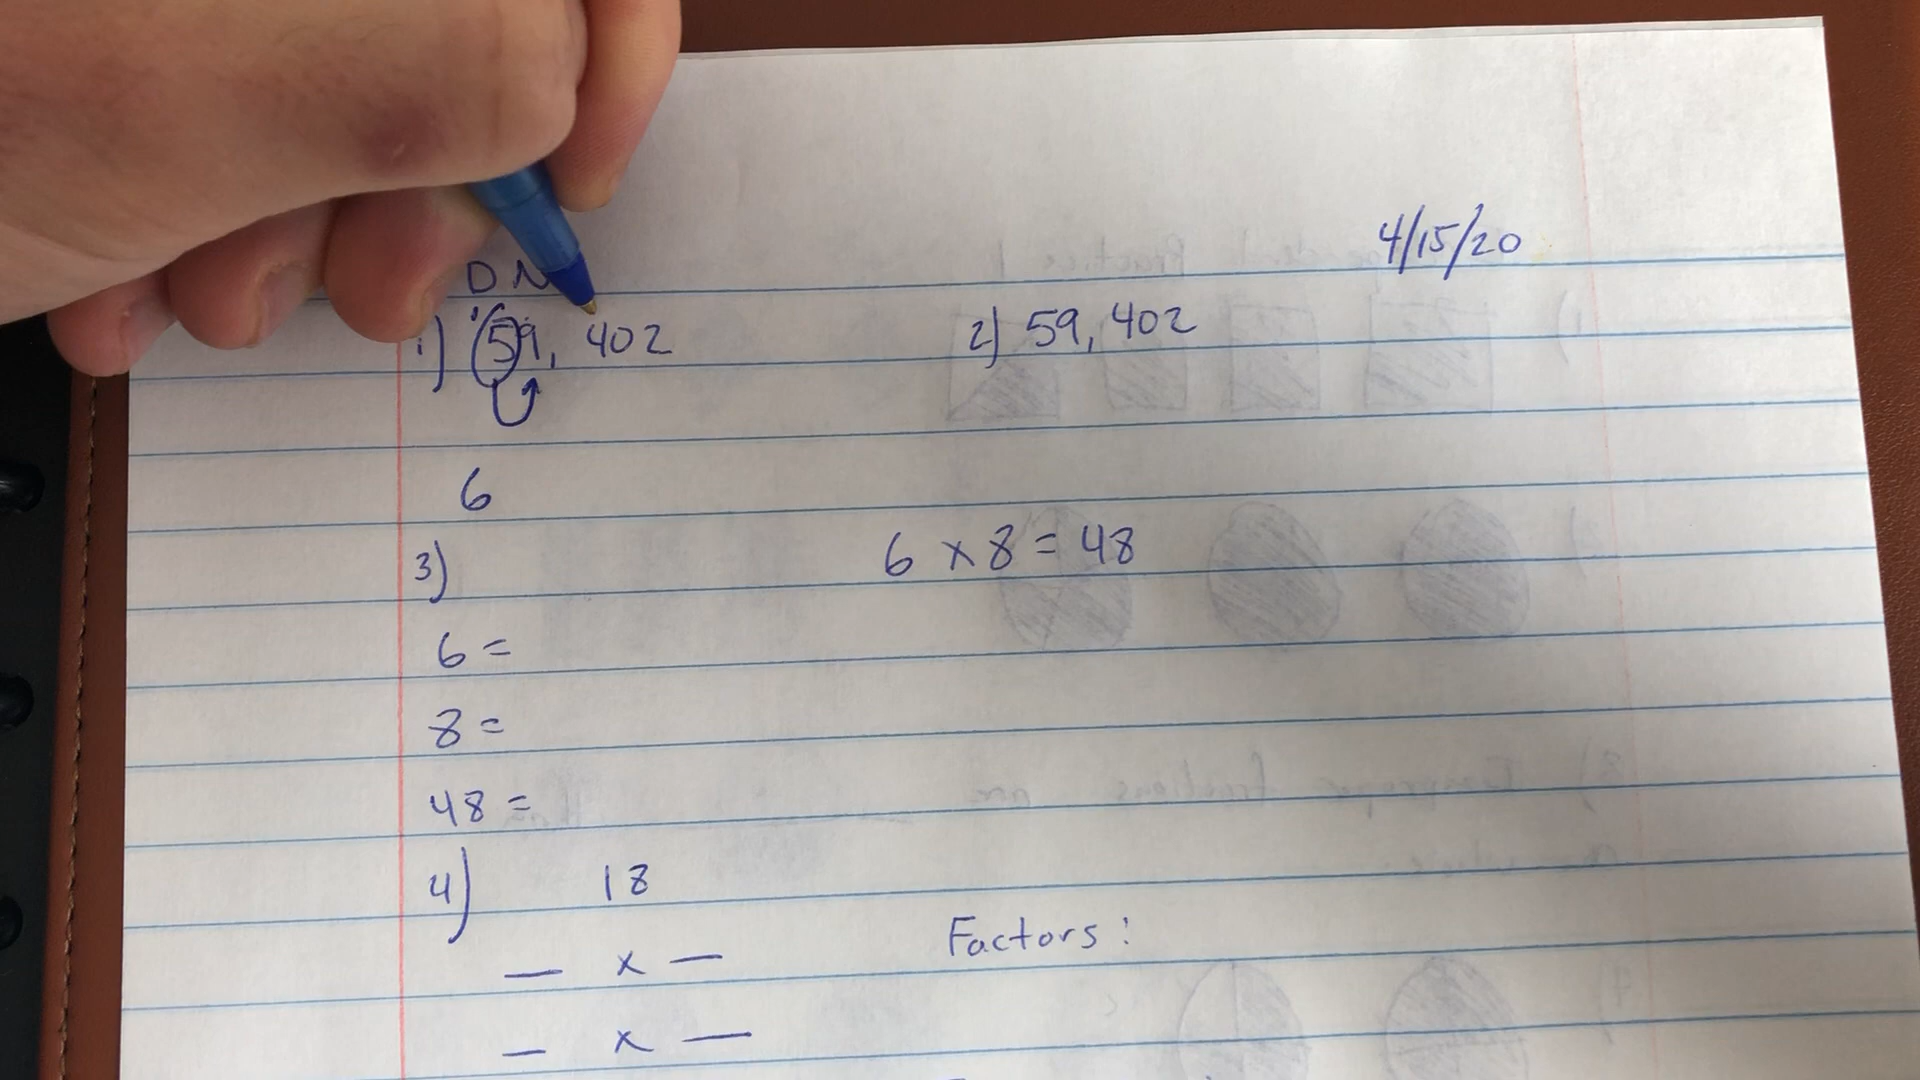 4/15/20
D N
1) 59, 402
2) 59,402
6
3)
6 x 8 = 48
6 =
8 =
48 =
4) 18
Factors:
— x —
— x —